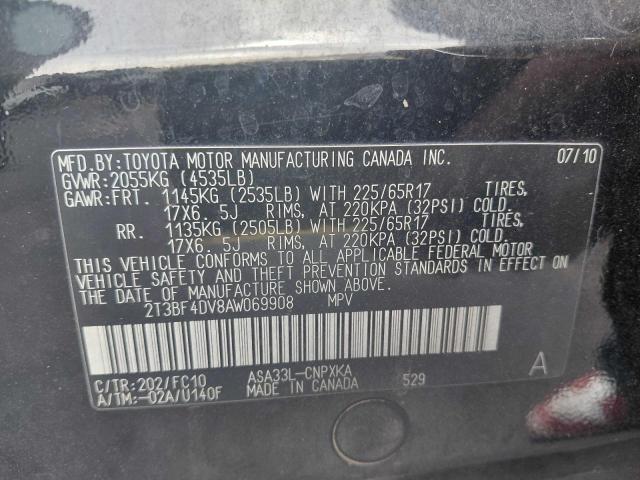 MFD.BY:TOYOTA MOTOR MANUFACTURING CANADA INC. 07/10
GVWR:2055KG (4535LB)
GAWR:FRT. 1145KG (2535LB) WITH 225/65R17 TIRES,
17X6. 5J RIMS, AT 220KPA (32PSI) COLD.
RR. 1135KG (2505LB) WITH 225/65R17 TIRES,
17X6. 5J RIMS, AT 220KPA (32PSI) COLD.
THIS VEHICLE CONFORMS TO ALL APPLICABLE FEDERAL MOTOR
VEHICLE SAFETY AND THEFT PREVENTION STANDARDS IN EFFECT ON
THE DATE OF MANUFACTURE SHOWN ABOVE.
2T3BF4DV8AW069908 MPV
C/TR:202/FC10 ASA33L-CNPXKA 529 A
A/TM:-02A/U140F MADE IN CANADA